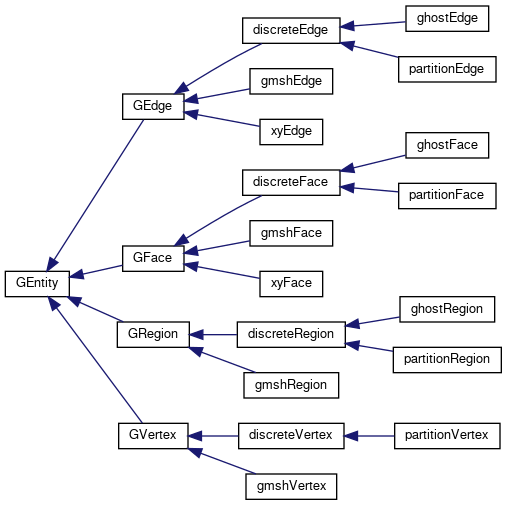 ghostEdge
discreteEdge
partitionEdge
gmshEdge
GEdge
xyEdge
ghostFace
discreteFace
partitionFace
gmshFace
GFace
xyFace
GEntity
ghostRegion
GRegion
discreteRegion
partitionRegion
gmshRegion
GVertex
discreteVertex
partitionVertex
gmshVertex